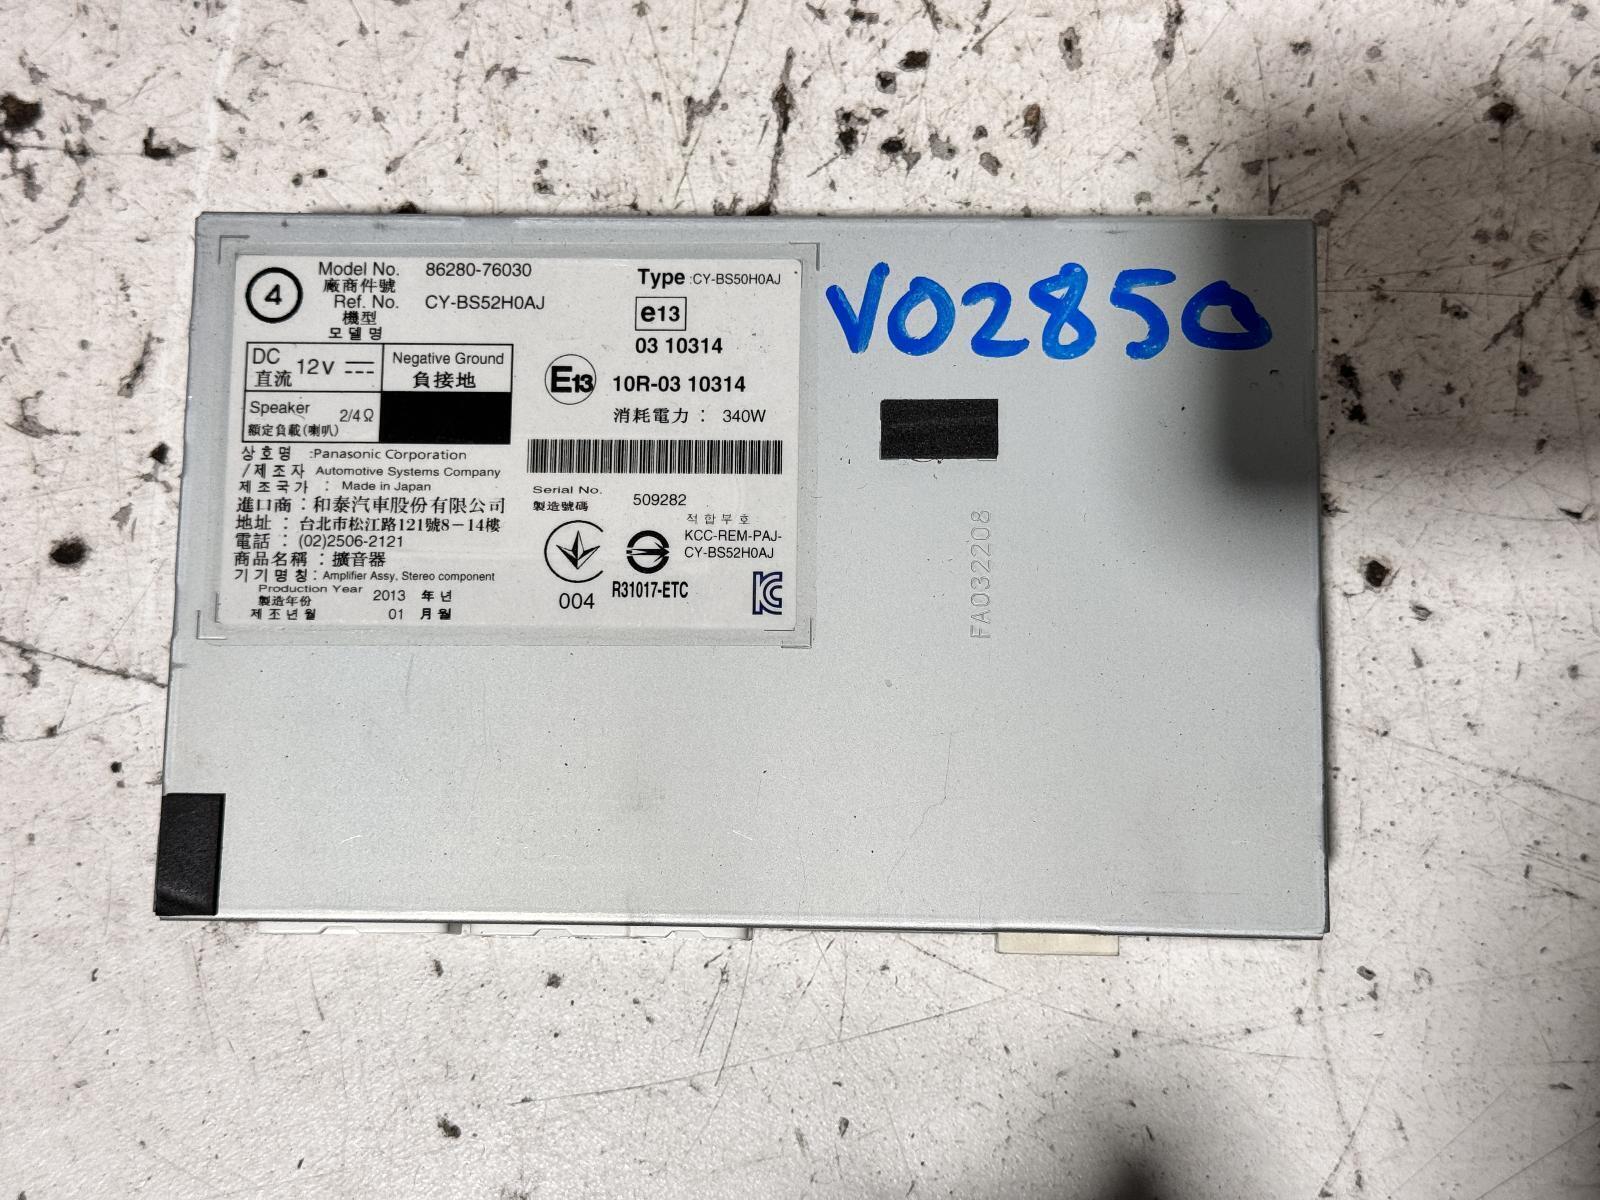 4
Model No. 86280-76030
廠商件號
Ref. No. CY-BS52H0AJ
機型
모델명
DC 12V
直流
Negative Ground
負接地
Speaker 2/4Ω
額定負載(喇叭)
상호명 :Panasonic Corporation
/제조자 Automotive Systems Company
제조국가 : Made in Japan
進口商：和泰汽車股份有限公司
地址： 台北市松江路121號8－14樓
電話：(02)2506-2121
商品名稱：擴音器
기기명칭 : Amplifier Assy, Stereo component
Production Year
製造年份 2013 年년
제조년월 01 月월
Type :CY-BS50H0AJ
e13
03 10314
E13 10R-03 10314
消耗電力： 340W
Serial No.
製造號碼 509282
적합부호
KCC-REM-PAJ-
CY-BS52H0AJ
004
R31017-ETC
KC
V02850
FA032208